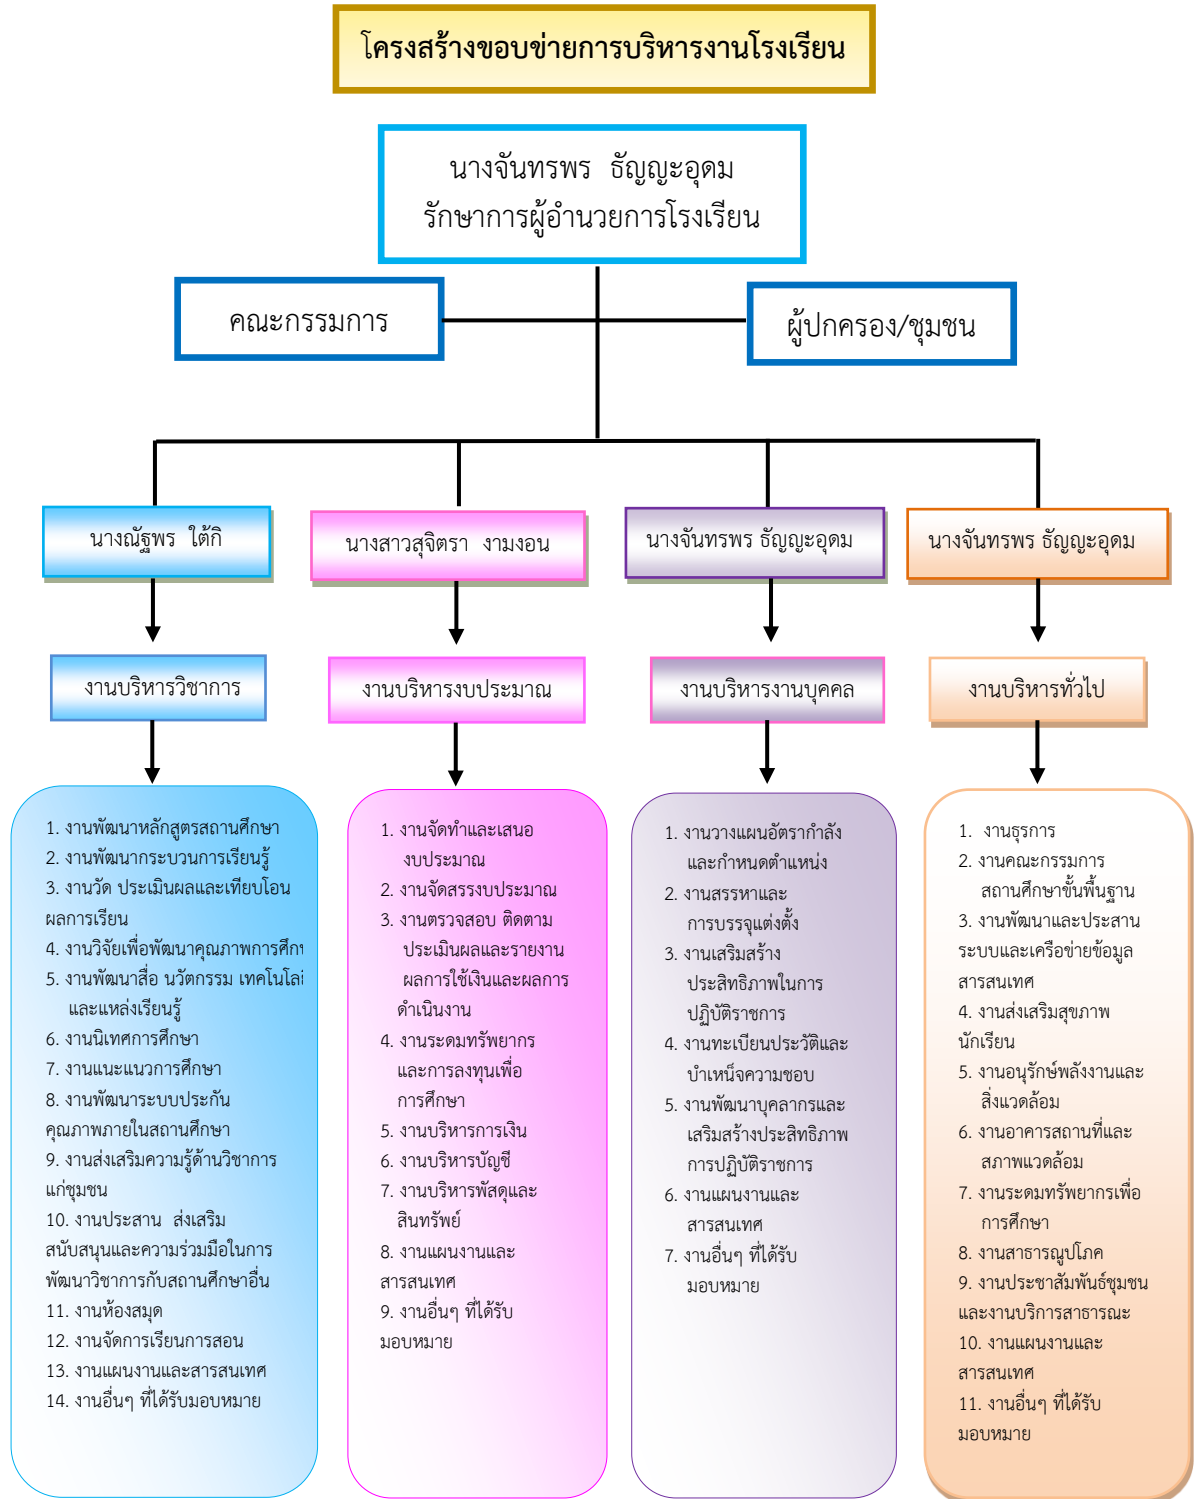 โครงสร้างขอบข่ายการบริหารงานโรงเรียน
นางจันทรพร ธัญญะอุดม
รักษาการผู้อำนวยการโรงเรียน
คณะกรรมการ
ผู้ปกครอง/ชุมชน
นางณัฐพร ใต้กิ
นางสาวสุจิตรา งามงอน
นางจันทรพร ธัญญะอุดม
นางจันทรพร ธัญญะอุดม
งานบริหารวิชาการ
งานบริหารงบประมาณ
งานบริหารงานบุคคล
งานบริหารทั่วไป
1. งานพัฒนาหลักสูตรสถานศึกษา
2. งานพัฒนากระบวนการเรียนรู้
3. งานวัด ประเมินผลและเทียบโอน
ผลการเรียน
4. งานวิจัยเพื่อพัฒนาคุณภาพการศึกษ
5. งานพัฒนาสื่อ นวัตกรรม เทคโนโลยี
และแหล่งเรียนรู้
6. งานนิเทศการศึกษา
7. งานแนะแนวการศึกษา
8. งานพัฒนาระบบประกัน
คุณภาพภายในสถานศึกษา
9. งานส่งเสริมความรู้ด้านวิชาการ
แก่ชุมชน
10. งานประสาน ส่งเสริม
สนับสนุนและความร่วมมือในการ
พัฒนาวิชาการกับสถานศึกษาอื่น
11. งานห้องสมุด
12. งานจัดการเรียนการสอน
13. งานแผนงานและสารสนเทศ
14. งานอื่นๆ ที่ได้รับมอบหมาย
1. งานจัดทำและเสนอ
งบประมาณ
2. งานจัดสรรงบประมาณ
3. งานตรวจสอบ ติดตาม
ประเมินผลและรายงาน
ผลการใช้เงินและผลการ
ดำเนินงาน
4. งานระดมทรัพยากร
และการลงทุนเพื่อ
การศึกษา
5. งานบริหารการเงิน
6. งานบริหารบัญชี
7. งานบริหารพัสดุและ
สินทรัพย์
8. งานแผนงานและ
สารสนเทศ
9. งานอื่นๆ ที่ได้รับ
มอบหมาย
1. งานวางแผนอัตรากำลัง
และกำหนดตำแหน่ง
2. งานสรรหาและ
การบรรจุแต่งตั้ง
3. งานเสริมสร้าง
ประสิทธิภาพในการ
ปฏิบัติราชการ
4. งานทะเบียนประวัติและ
บำเหน็จความชอบ
5. งานพัฒนาบุคลากรและ
เสริมสร้างประสิทธิภาพ
การปฏิบัติราชการ
6. งานแผนงานและ
สารสนเทศ
7. งานอื่นๆ ที่ได้รับ
มอบหมาย
1. งานธุรการ
2. งานคณะกรรมการ
สถานศึกษาขั้นพื้นฐาน
3. งานพัฒนาและประสาน
ระบบและเครือข่ายข้อมูล
สารสนเทศ
4. งานส่งเสริมสุขภาพ
นักเรียน
5. งานอนุรักษ์พลังงานและ
สิ่งแวดล้อม
6. งานอาคารสถานที่และ
สภาพแวดล้อม
7. งานระดมทรัพยากรเพื่อ
การศึกษา
8. งานสาธารณูปโภค
9. งานประชาสัมพันธ์ชุมชน
และงานบริการสาธารณะ
10. งานแผนงานและ
สารสนเทศ
11. งานอื่นๆ ที่ได้รับ
มอบหมาย